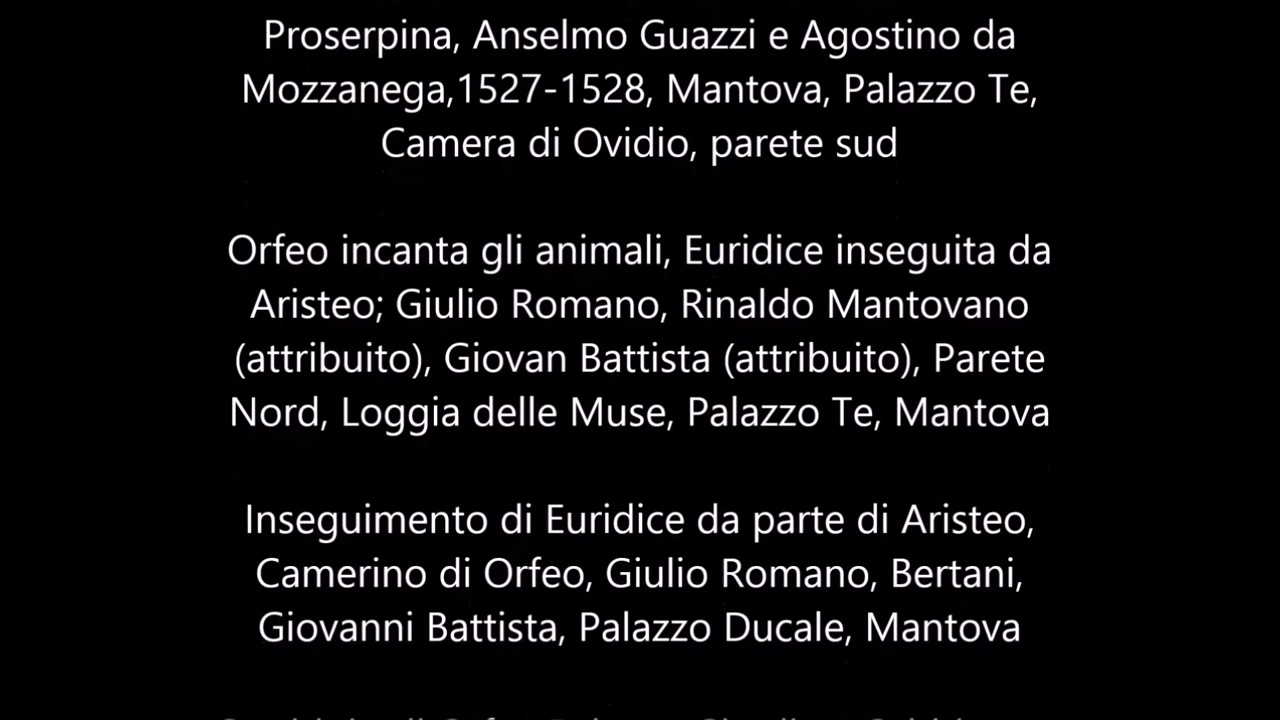 Proserpina, Anselmo Guazzi e Agostino da
Mozzanega,1527-1528, Mantova, Palazzo Te,
Camera di Ovidio, parete sud
Orfeo incanta gli animali, Euridice inseguita da
Aristeo; Giulio Romano, Rinaldo Mantovano
(attribuito), Giovan Battista (attribuito), Parete
Nord, Loggia delle Muse, Palazzo Te, Mantova
Inseguimento di Euridice da parte di Aristeo,
Camerino di Orfeo, Giulio Romano, Bertani,
Giovanni Battista, Palazzo Ducale, Mantova